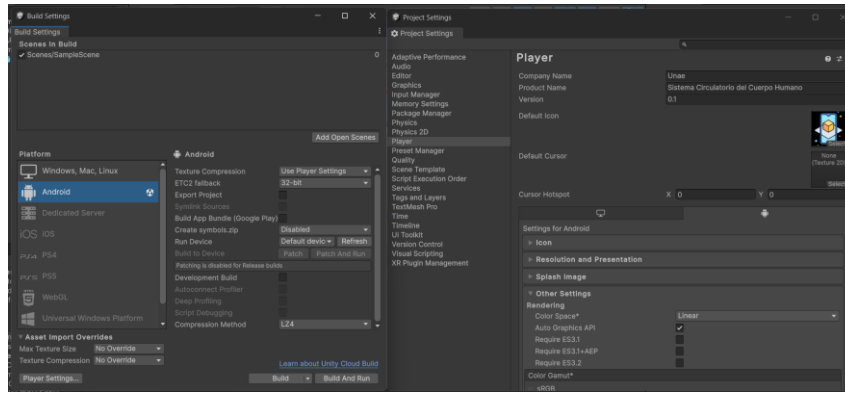 Build Settings
Build Settings
Scenes In Build
Scenes/SampleScene 0
Add Open Scenes
Platform
Windows, Mac, Linux
Android
Dedicated Server
iOS iOS
PS4 PS4
PS5 PS5
WebGL
Universal Windows Platform
Android
Texture Compression Use Player Settings
ETC2 fallback 32-bit
Export Project
Symlink Sources
Build App Bundle (Google Play)
Create symbols.zip Disabled
Run Device Default devic Refresh
Build to Device Patch Patch And Run
Patching is disabled for Release builds
Development Build
Autoconnect Profiler
Deep Profiling
Script Debugging
Compression Method LZ4
Asset Import Overrides
Max Texture Size No Override
Texture Compression No Override
Learn about Unity Cloud Build
Player Settings... Build Build And Run
Project Settings
Project Settings
Adaptive Performance
Audio
Editor
Graphics
Input Manager
Memory Settings
Package Manager
Physics
Physics 2D
Player
Preset Manager
Quality
Scene Template
Script Execution Order
Services
Tags and Layers
TextMesh Pro
Time
Timeline
UI Toolkit
Version Control
Visual Scripting
XR Plugin Management
Player
Company Name Unae
Product Name Sistema Circulatorio del Cuerpo Humano
Version 0.1
Default Icon
Select
Default Cursor
None
(Texture 2D)
Select
Cursor Hotspot X 0 Y 0
Settings for Android
Icon
Resolution and Presentation
Splash Image
Other Settings
Rendering
Color Space* Linear
Auto Graphics API
Require ES3.1
Require ES3.1+AEP
Require ES3.2
Color Gamut*
sRGB